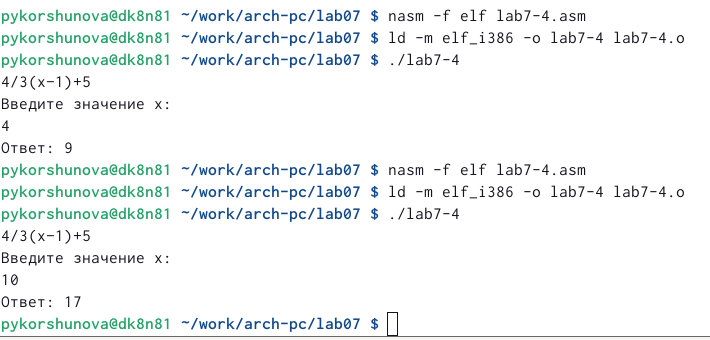 pykorshunova@dk8n81 ~/work/arch-pc/lab07 $ nasm -f elf lab7-4.asm
pykorshunova@dk8n81 ~/work/arch-pc/lab07 $ ld -m elf_i386 -o lab7-4 lab7-4.o
pykorshunova@dk8n81 ~/work/arch-pc/lab07 $ ./lab7-4
4/3(x-1)+5
Введите значение x:
4
Ответ: 9
pykorshunova@dk8n81 ~/work/arch-pc/lab07 $ nasm -f elf lab7-4.asm
pykorshunova@dk8n81 ~/work/arch-pc/lab07 $ ld -m elf_i386 -o lab7-4 lab7-4.o
pykorshunova@dk8n81 ~/work/arch-pc/lab07 $ ./lab7-4
4/3(x-1)+5
Введите значение x:
10
Ответ: 17
pykorshunova@dk8n81 ~/work/arch-pc/lab07 $